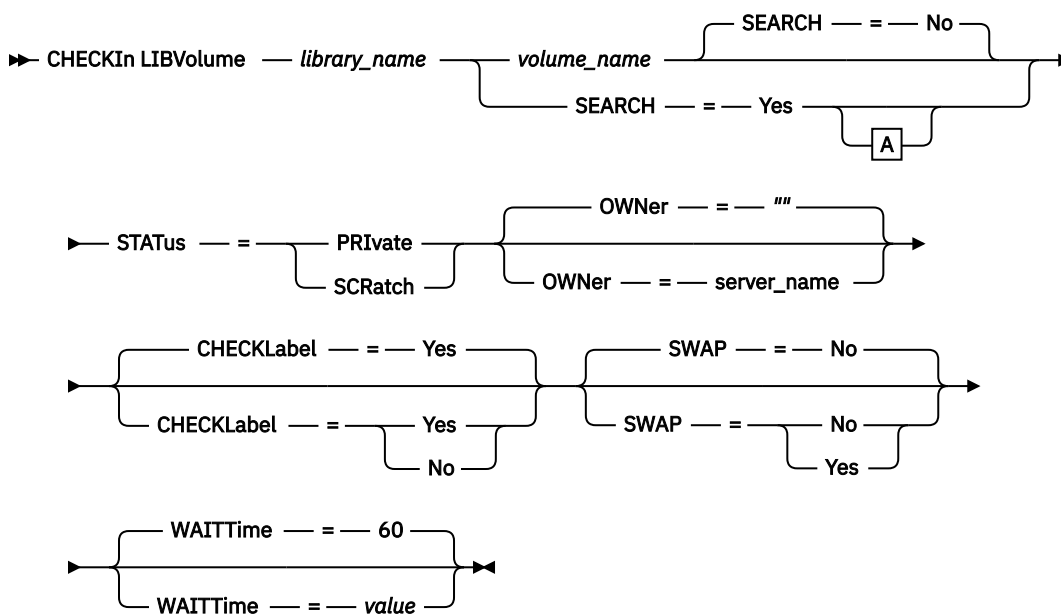 SEARCH = No
CHECKIn LIBVolume library_name volume_name
SEARCH = Yes
A
OWNer = ""
STATus = PRIvate
SCRatch OWNer = server_name
CHECKLabel = Yes SWAP = No
CHECKLabel = Yes SWAP = No
No Yes
WAITTime = 60
WAITTime = value